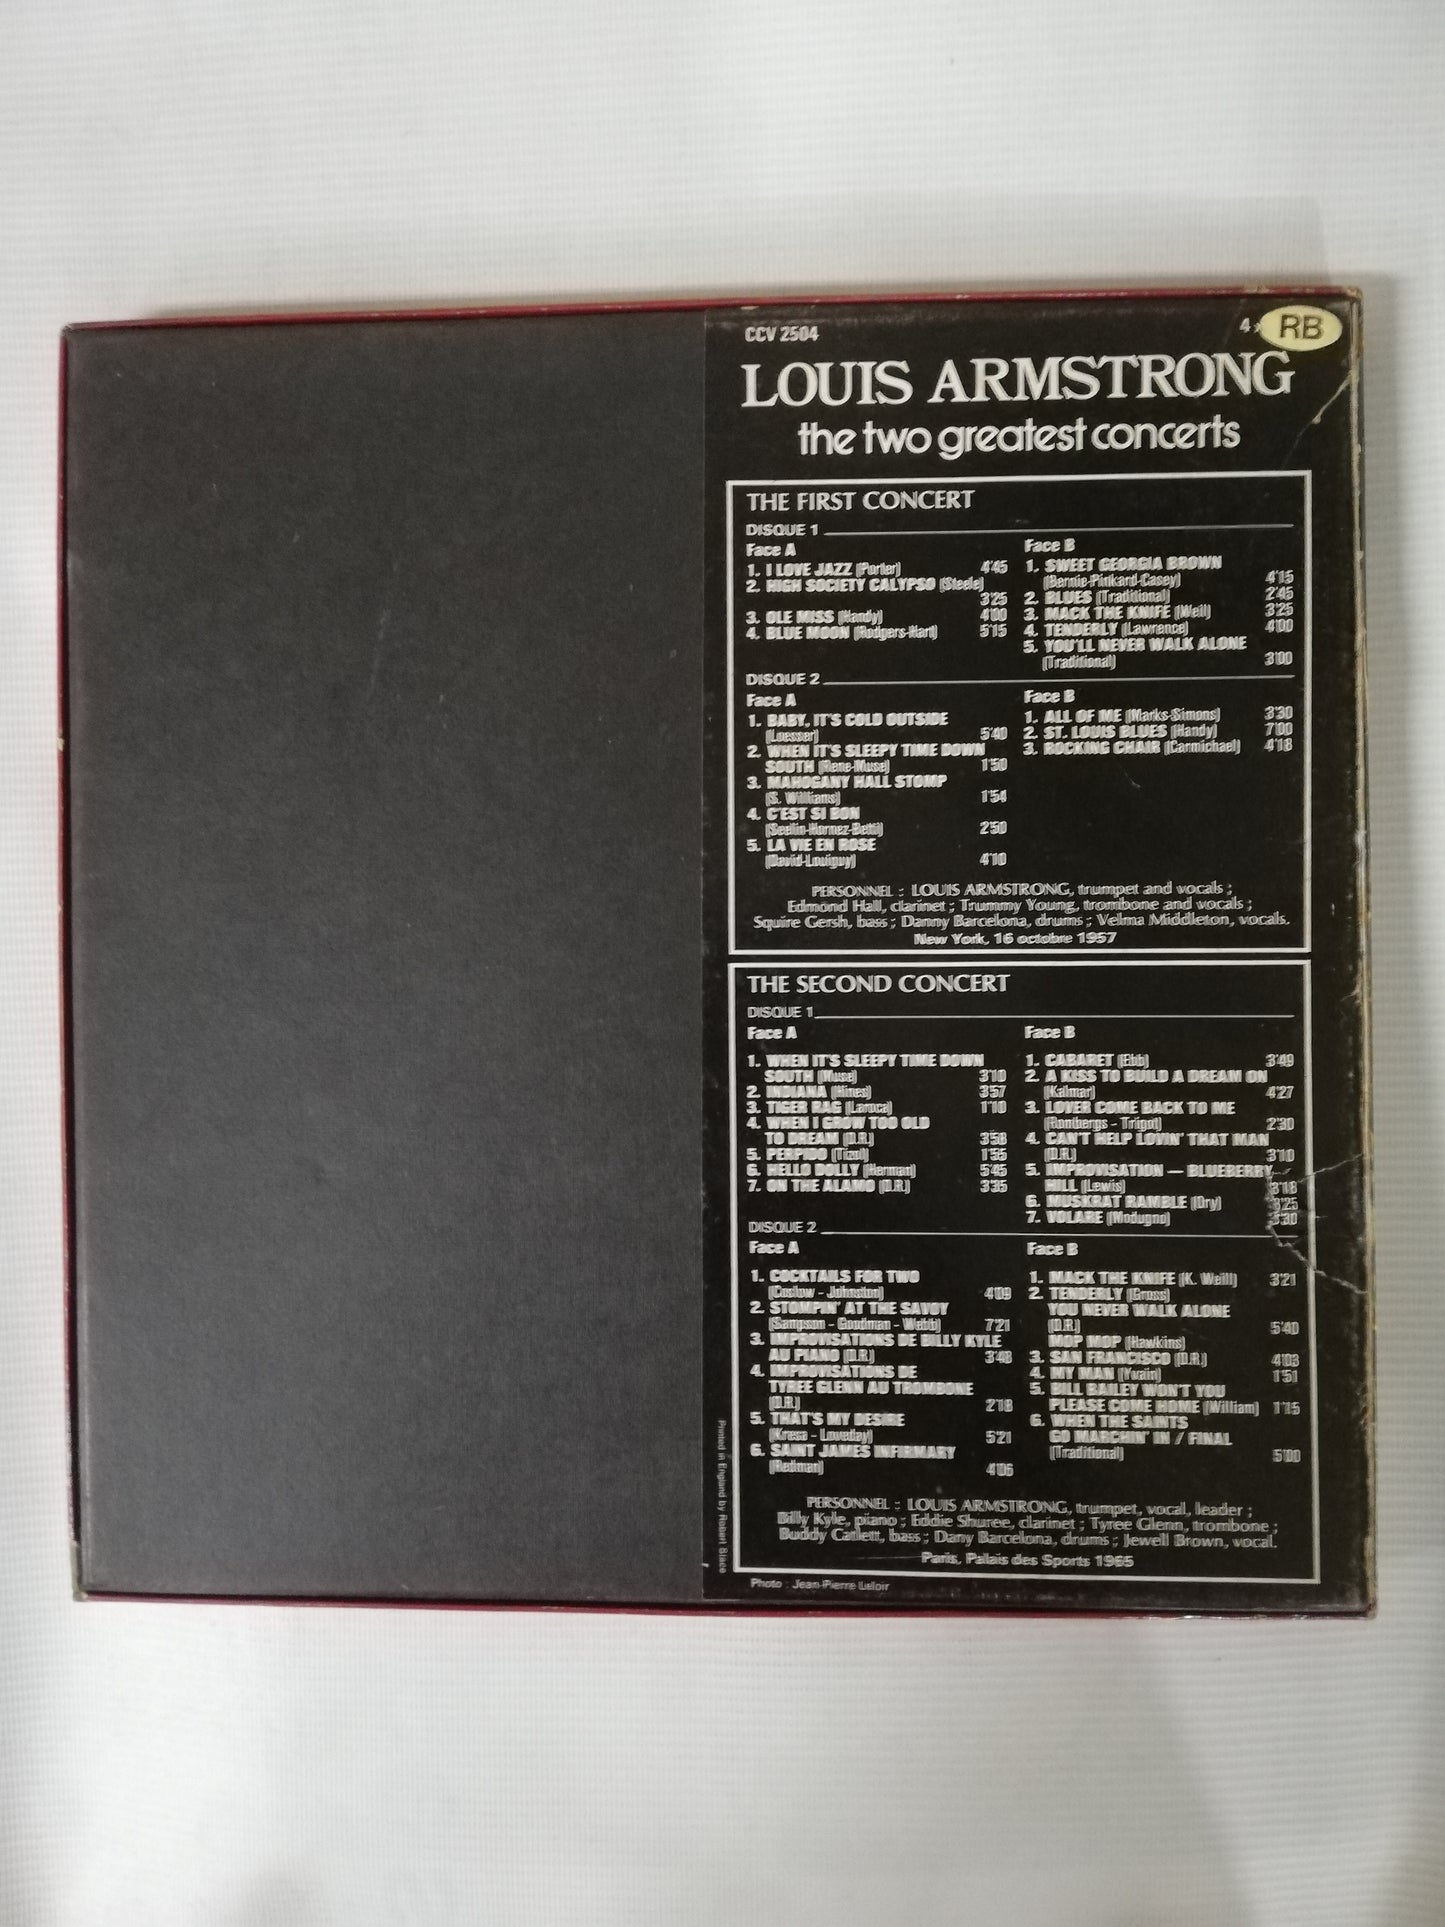 CCV 2504
4
RB
LOUIS ARMSTRONG
the two greatest concerts
THE FIRST CONCERT
DISQUE 1
Face A
1. I LOVE JAZZ (Porter) 4'45
2. HIGH SOCIETY CALYPSO (Steele)
3'25
3. OLE MISS (Handy) 4'00
4. BLUE MOON (Rodgers-Hart) 5'15
Face B
1. SWEET GEORGIA BROWN
(Bernie-Pinkard-Casey) 4'15
2. BLUES (Traditional) 2'45
3. MACK THE KNIFE (Weil) 3'25
4. TENDERLY (Lawrence) 4'00
5. YOU'LL NEVER WALK ALONE
(Traditional) 3'00
DISQUE 2
Face A
1. BABY, IT'S COLD OUTSIDE
(Loesser) 5'40
2. WHEN IT'S SLEEPY TIME DOWN
SOUTH (Rene-Muse) 1'50
3. MAHOGANY HALL STOMP
(S. Williams) 1'54
4. C'EST SI BON
(Seelin-Hornez-Betti) 2'50
5. LA VIE EN ROSE
(David-Louiguy) 4'10
Face B
1. ALL OF ME (Marks-Simons) 3'30
2. ST. LOUIS BLUES (Handy) 7'00
3. ROCKING CHAIR (Carmichael) 4'18
PERSONNEL : LOUIS ARMSTRONG, trumpet and vocals ;
Edmond Hall, clarinet ; Trummy Young, trombone and vocals ;
Squire Gersh, bass ; Danny Barcelona, drums ; Velma Middleton, vocals.
New York, 16 octobre 1957
THE SECOND CONCERT
DISQUE 1
Face A
1. WHEN IT'S SLEEPY TIME DOWN
SOUTH (Muse) 3'10
2. INDIANA (Hines) 3'57
3. TIGER RAG (Laroca) 1'10
4. WHEN I GROW TOO OLD
TO DREAM (D.R.) 3'58
5. PERPIDO (Tizol) 1'55
6. HELLO DOLLY (Herman) 5'45
7. ON THE ALAMO (D.R.) 3'35
Face B
1. CABARET (Ebb) 3'49
2. A KISS TO BUILD A DREAM ON
(Kalmar) 4'27
3. LOVER COME BACK TO ME
(Rombergs - Trigot) 2'30
4. CAN'T HELP LOVIN' THAT MAN
(D.R.) 3'10
5. IMPROVISATION — BLUEBERRY
HILL (Lewis) 3'18
6. MUSKRAT RAMBLE (Ory) 3'25
7. VOLARE (Modugno) 3'30
DISQUE 2
Face A
1. COCKTAILS FOR TWO
(Coslow - Johnston) 4'09
2. STOMPIN' AT THE SAVOY
(Sampson - Goodman - Webb) 7'21
3. IMPROVISATIONS DE BILLY KYLE
AU PIANO (D.R.) 3'48
4. IMPROVISATIONS DE
TYREE GLENN AU TROMBONE
(D.R.) 2'18
5. THAT'S MY DESIRE
(Kresa - Loveday) 5'21
6. SAINT JAMES INFIRMARY
(Redman) 4'06
Face B
1. MACK THE KNIFE (K. Weill) 3'21
2. TENDERLY (Gross)
YOU NEVER WALK ALONE
(D.R.) 5'40
MOP MOP (Hawkins)
3. SAN FRANCISCO (D.R.) 4'03
4. MY MAN (Yvain) 1'51
5. BILL BAILEY WON'T YOU
PLEASE COME HOME (William) 1'15
6. WHEN THE SAINTS
GO MARCHIN' IN / FINAL
(Traditional) 5'00
PERSONNEL : LOUIS ARMSTRONG, trumpet, vocal, leader ;
Billy Kyle, piano ; Eddie Shuree, clarinet ; Tyree Glenn, trombone ;
Buddy Catlett, bass ; Dany Barcelona, drums ; Jewell Brown, vocal.
Paris, Palais des Sports 1965
Photo : Jean-Pierre Leloir
Printed in England by Robert Stace